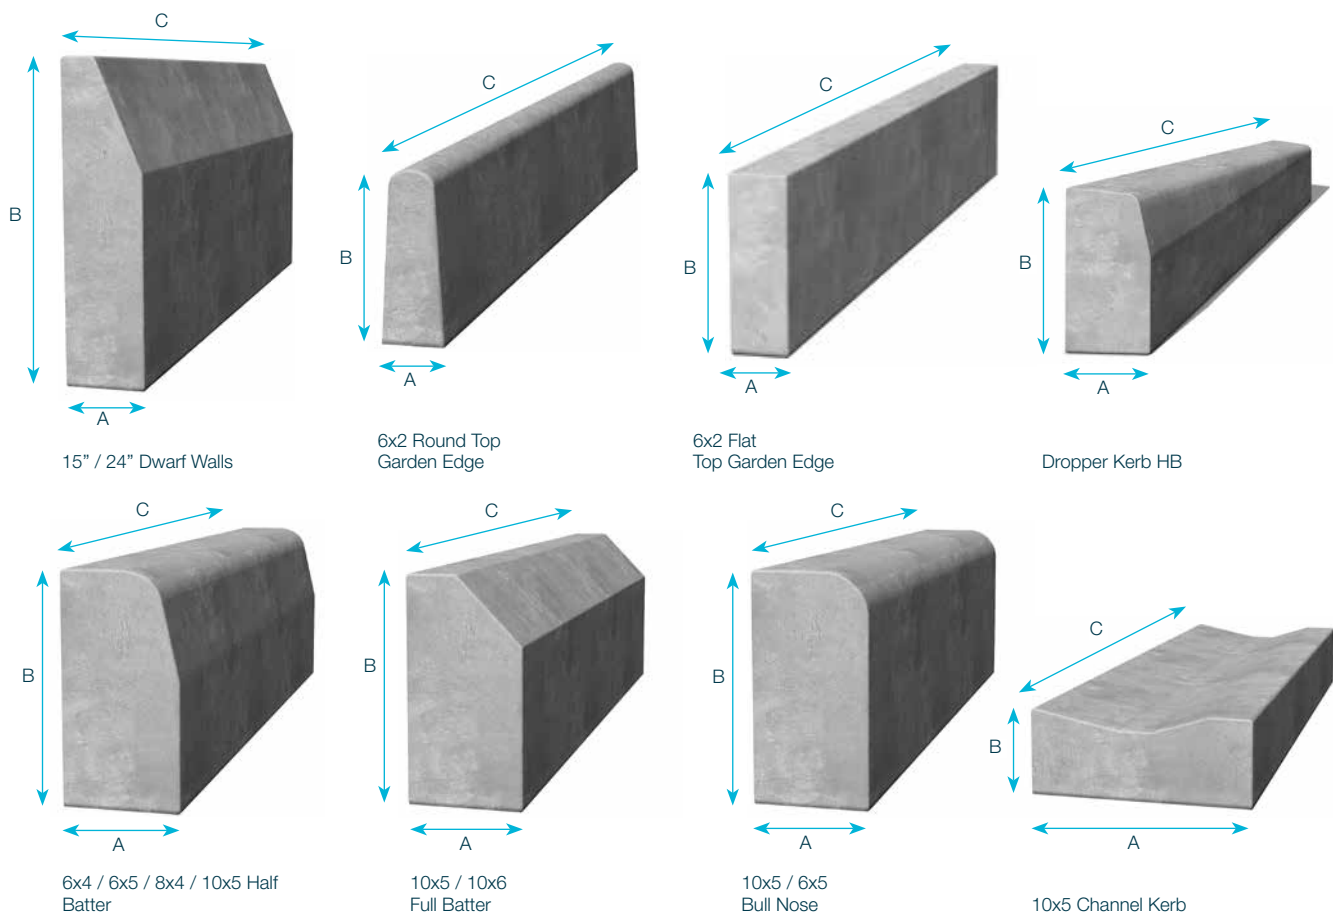 C
B
A
15” / 24” Dwarf Walls
C
B
A
6x2 Round Top
Garden Edge
C
B
A
6x2 Flat
Top Garden Edge
C
B
A
Dropper Kerb HB
C
B
A
6x4 / 6x5 / 8x4 / 10x5 Half
Batter
C
B
A
10x5 / 10x6
Full Batter
C
B
A
10x5 / 6x5
Bull Nose
C
B
A
10x5 Channel Kerb